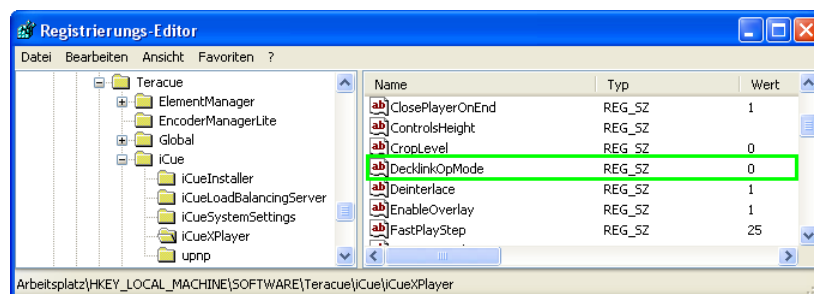 Registrierungs-Editor
Datei Bearbeiten Ansicht Favoriten ?
Teracue
ElementManager
EncoderManagerLite
Global
iCue
iCueInstaller
iCueLoadBalancingServer
iCueSystemSettings
iCueXPlayer
upnp
Name Typ Wert
ClosePlayerOnEnd REG_SZ 1
ControlsHeight REG_SZ
CropLevel REG_SZ 0
DecklinkOpMode REG_SZ 0
Deinterlace REG_SZ 1
EnableOverlay REG_SZ 1
FastPlayStep REG_SZ 25
Arbeitsplatz\HKEY_LOCAL_MACHINE\SOFTWARE\Teracue\iCue\iCueXPlayer